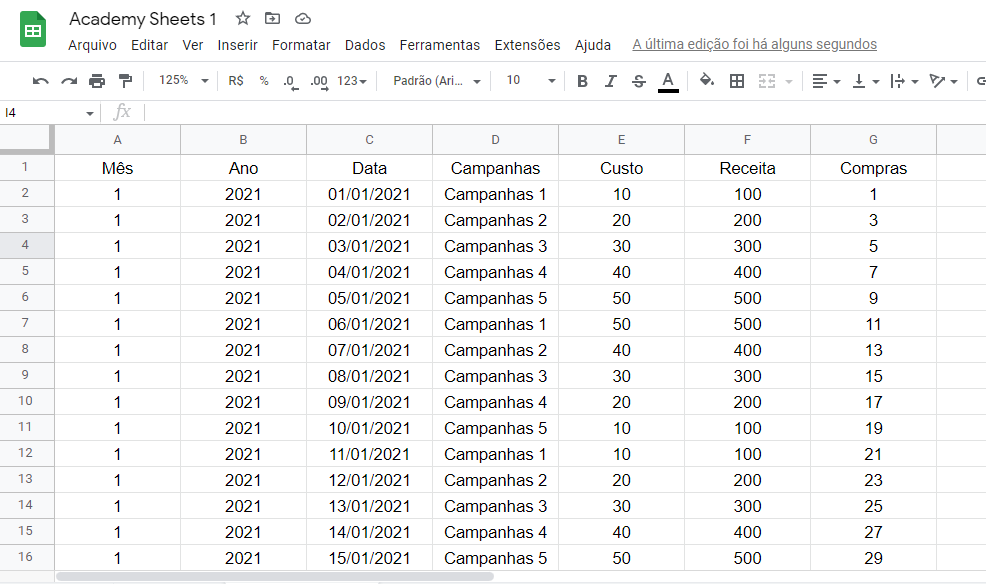 Academy Sheets 1
Arquivo Editar Ver Inserir Formatar Dados Ferramentas Extensões Ajuda A última edição foi há alguns segundos
125% R$ % .0 .00 123 Padrão (Ari... 10 B I S A
I4 fx
A B C D E F G
1 Mês Ano Data Campanhas Custo Receita Compras
2 1 2021 01/01/2021 Campanhas 1 10 100 1
3 1 2021 02/01/2021 Campanhas 2 20 200 3
4 1 2021 03/01/2021 Campanhas 3 30 300 5
5 1 2021 04/01/2021 Campanhas 4 40 400 7
6 1 2021 05/01/2021 Campanhas 5 50 500 9
7 1 2021 06/01/2021 Campanhas 1 50 500 11
8 1 2021 07/01/2021 Campanhas 2 40 400 13
9 1 2021 08/01/2021 Campanhas 3 30 300 15
10 1 2021 09/01/2021 Campanhas 4 20 200 17
11 1 2021 10/01/2021 Campanhas 5 10 100 19
12 1 2021 11/01/2021 Campanhas 1 10 100 21
13 1 2021 12/01/2021 Campanhas 2 20 200 23
14 1 2021 13/01/2021 Campanhas 3 30 300 25
15 1 2021 14/01/2021 Campanhas 4 40 400 27
16 1 2021 15/01/2021 Campanhas 5 50 500 29